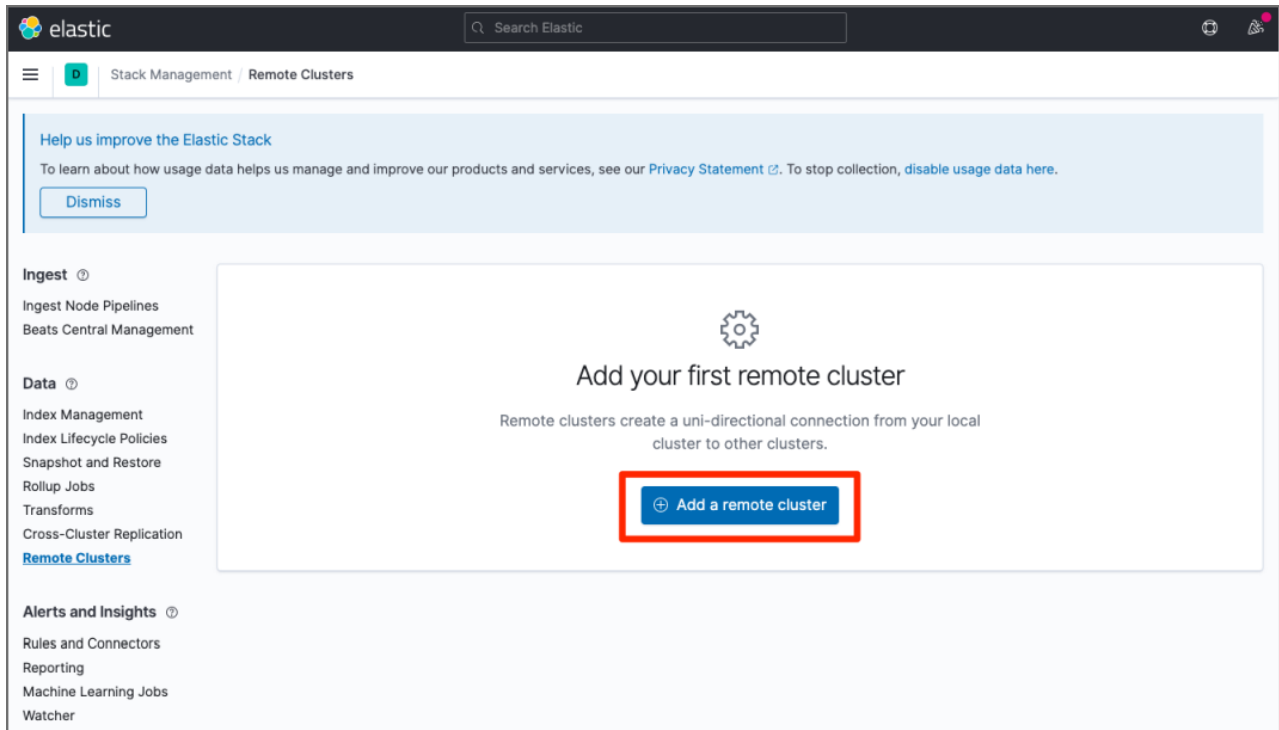 elastic
Search Elastic
D
Stack Management / Remote Clusters
Help us improve the Elastic Stack
To learn about how usage data helps us manage and improve our products and services, see our Privacy Statement. To stop collection, disable usage data here.
Dismiss
Ingest
Ingest Node Pipelines
Beats Central Management
Data
Index Management
Index Lifecycle Policies
Snapshot and Restore
Rollup Jobs
Transforms
Cross-Cluster Replication
Remote Clusters
Alerts and Insights
Rules and Connectors
Reporting
Machine Learning Jobs
Watcher
Add your first remote cluster
Remote clusters create a uni-directional connection from your local
cluster to other clusters.
Add a remote cluster